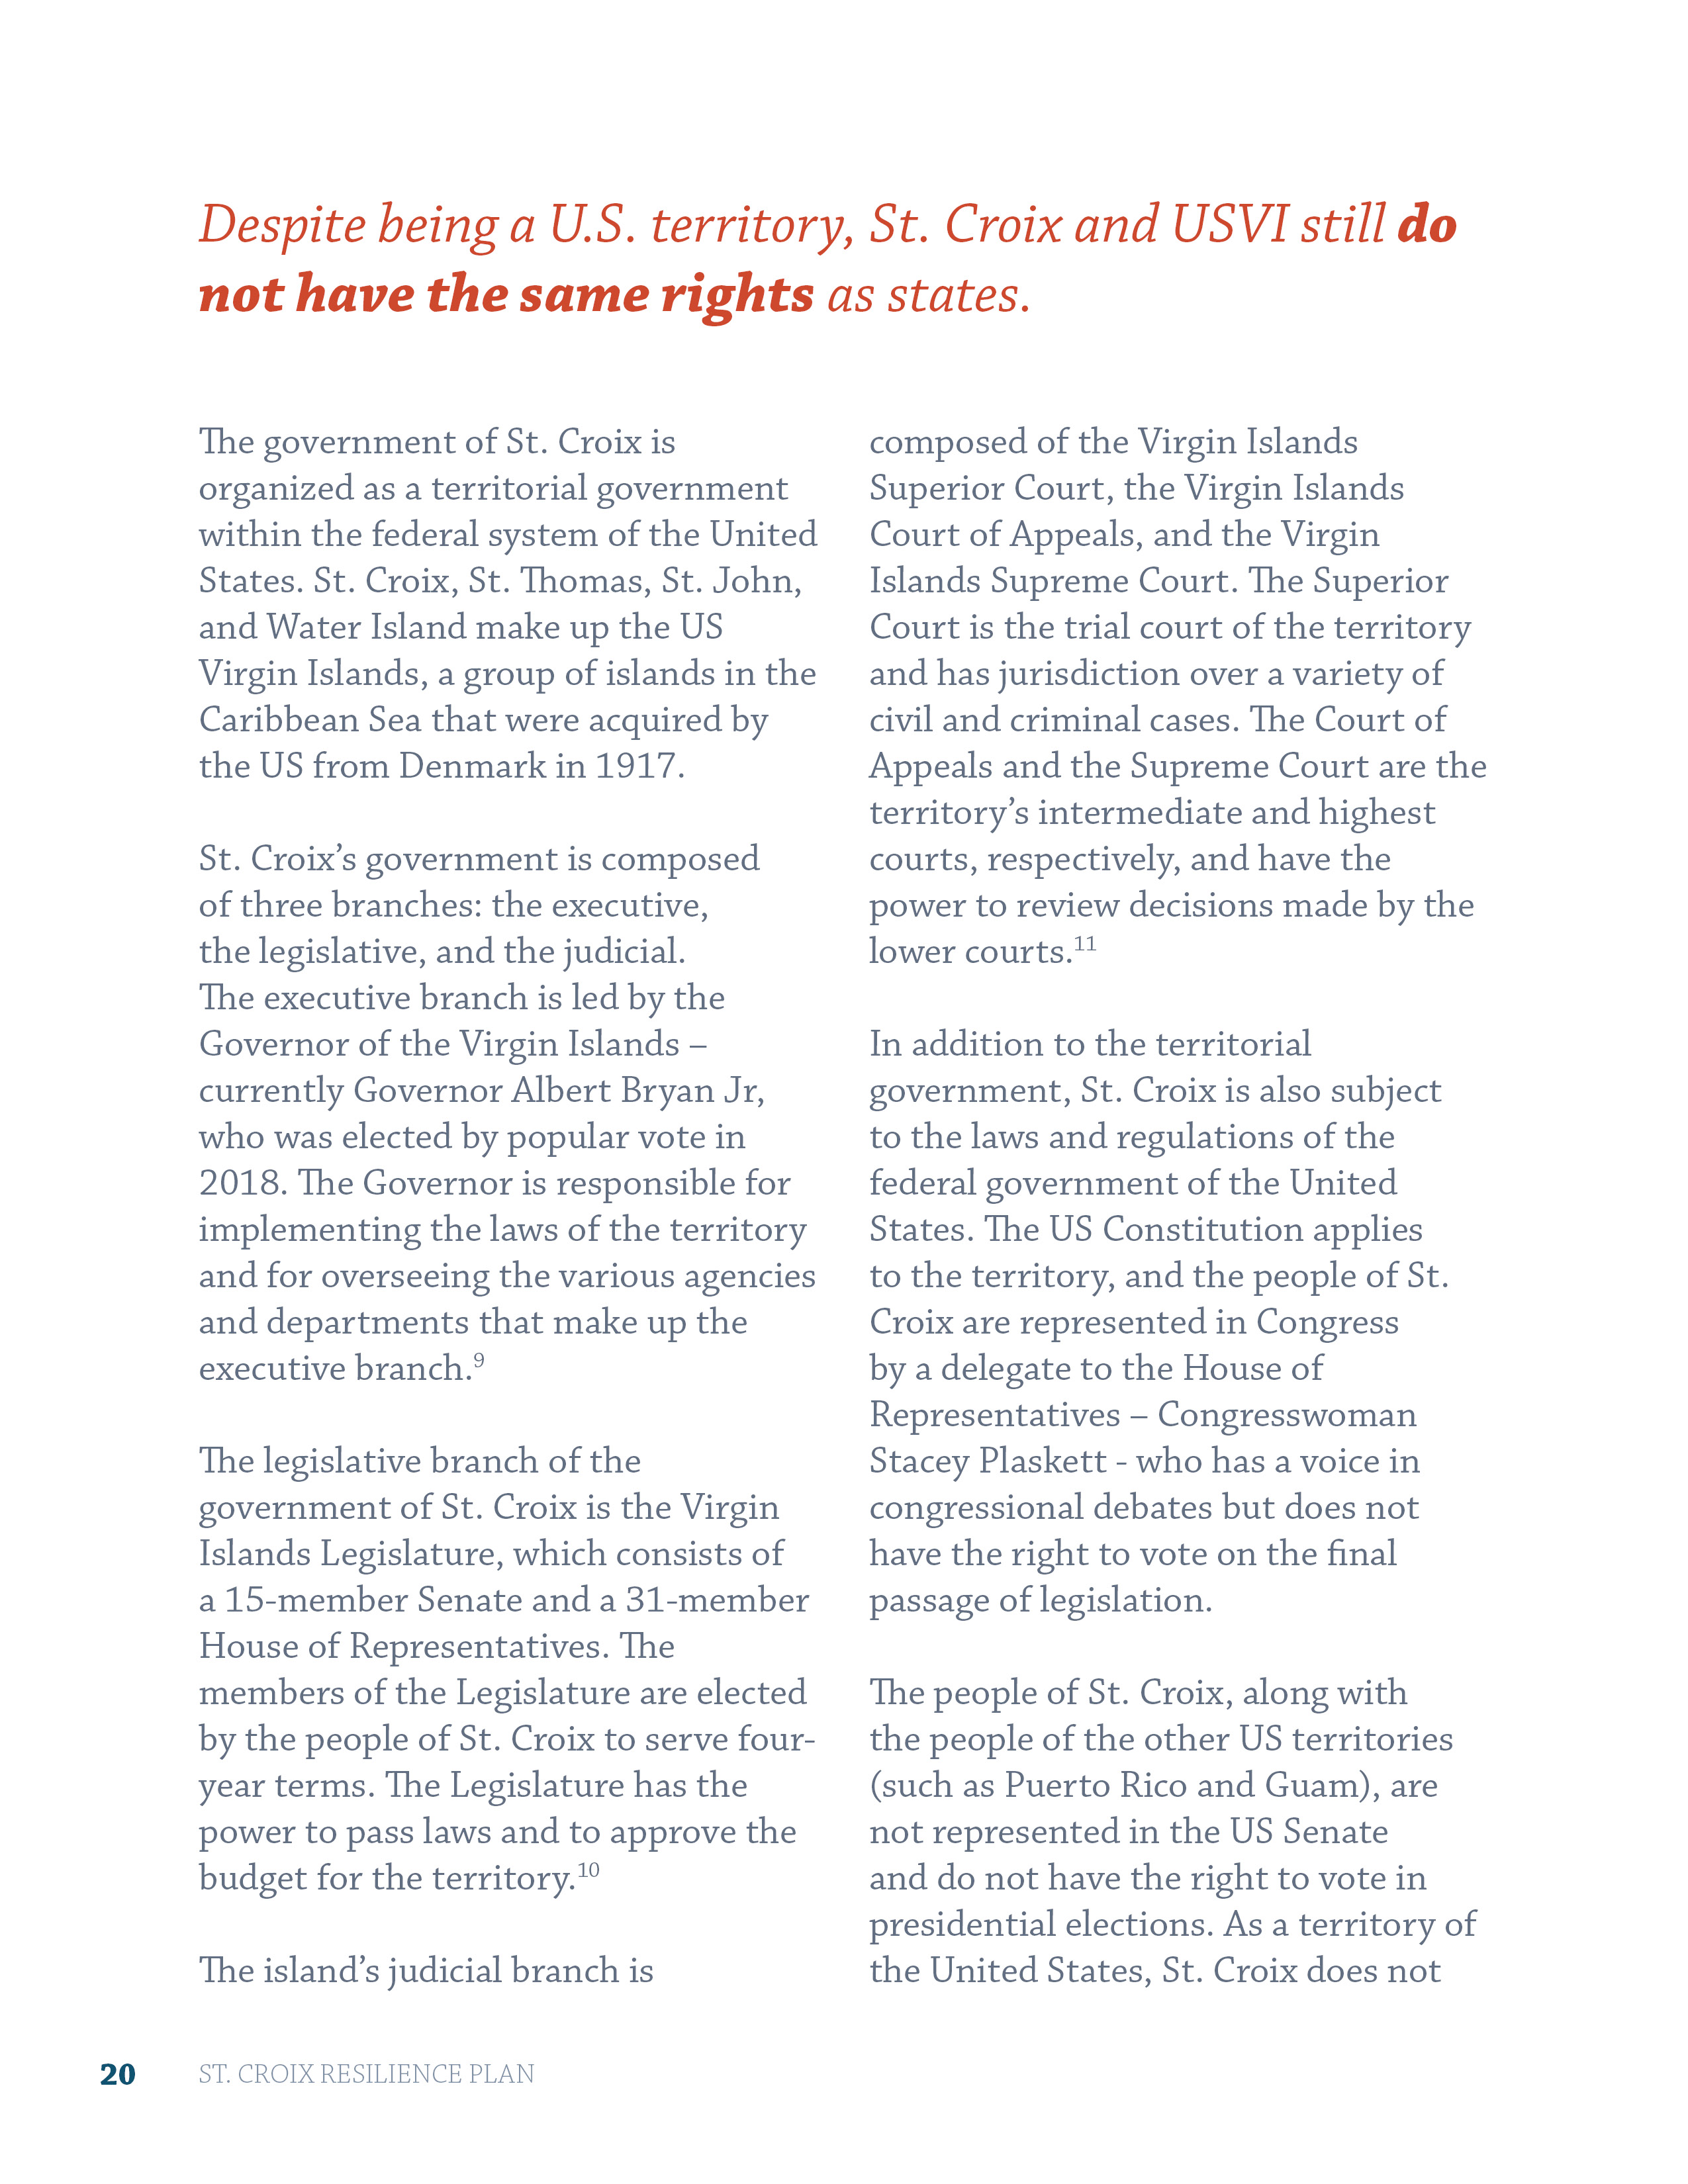 Despite being a U.S. territory, St. Croix and USVI still do
not have the same rights as states.
The government of St. Croix is
organized as a territorial government
within the federal system of the United
States. St. Croix, St. Thomas, St. John,
and Water Island make up the US
Virgin Islands, a group of islands in the
Caribbean Sea that were acquired by
the US from Denmark in 1917.
St. Croix’s government is composed
of three branches: the executive,
the legislative, and the judicial.
The executive branch is led by the
Governor of the Virgin Islands –
currently Governor Albert Bryan Jr,
who was elected by popular vote in
2018. The Governor is responsible for
implementing the laws of the territory
and for overseeing the various agencies
and departments that make up the
executive branch.9
The legislative branch of the
government of St. Croix is the Virgin
Islands Legislature, which consists of
a 15-member Senate and a 31-member
House of Representatives. The
members of the Legislature are elected
by the people of St. Croix to serve four-
year terms. The Legislature has the
power to pass laws and to approve the
budget for the territory.10
The island’s judicial branch is
composed of the Virgin Islands
Superior Court, the Virgin Islands
Court of Appeals, and the Virgin
Islands Supreme Court. The Superior
Court is the trial court of the territory
and has jurisdiction over a variety of
civil and criminal cases. The Court of
Appeals and the Supreme Court are the
territory’s intermediate and highest
courts, respectively, and have the
power to review decisions made by the
lower courts.11
In addition to the territorial
government, St. Croix is also subject
to the laws and regulations of the
federal government of the United
States. The US Constitution applies
to the territory, and the people of St.
Croix are represented in Congress
by a delegate to the House of
Representatives – Congresswoman
Stacey Plaskett - who has a voice in
congressional debates but does not
have the right to vote on the final
passage of legislation.
The people of St. Croix, along with
the people of the other US territories
(such as Puerto Rico and Guam), are
not represented in the US Senate
and do not have the right to vote in
presidential elections. As a territory of
the United States, St. Croix does not
20 ST. CROIX RESILIENCE PLAN